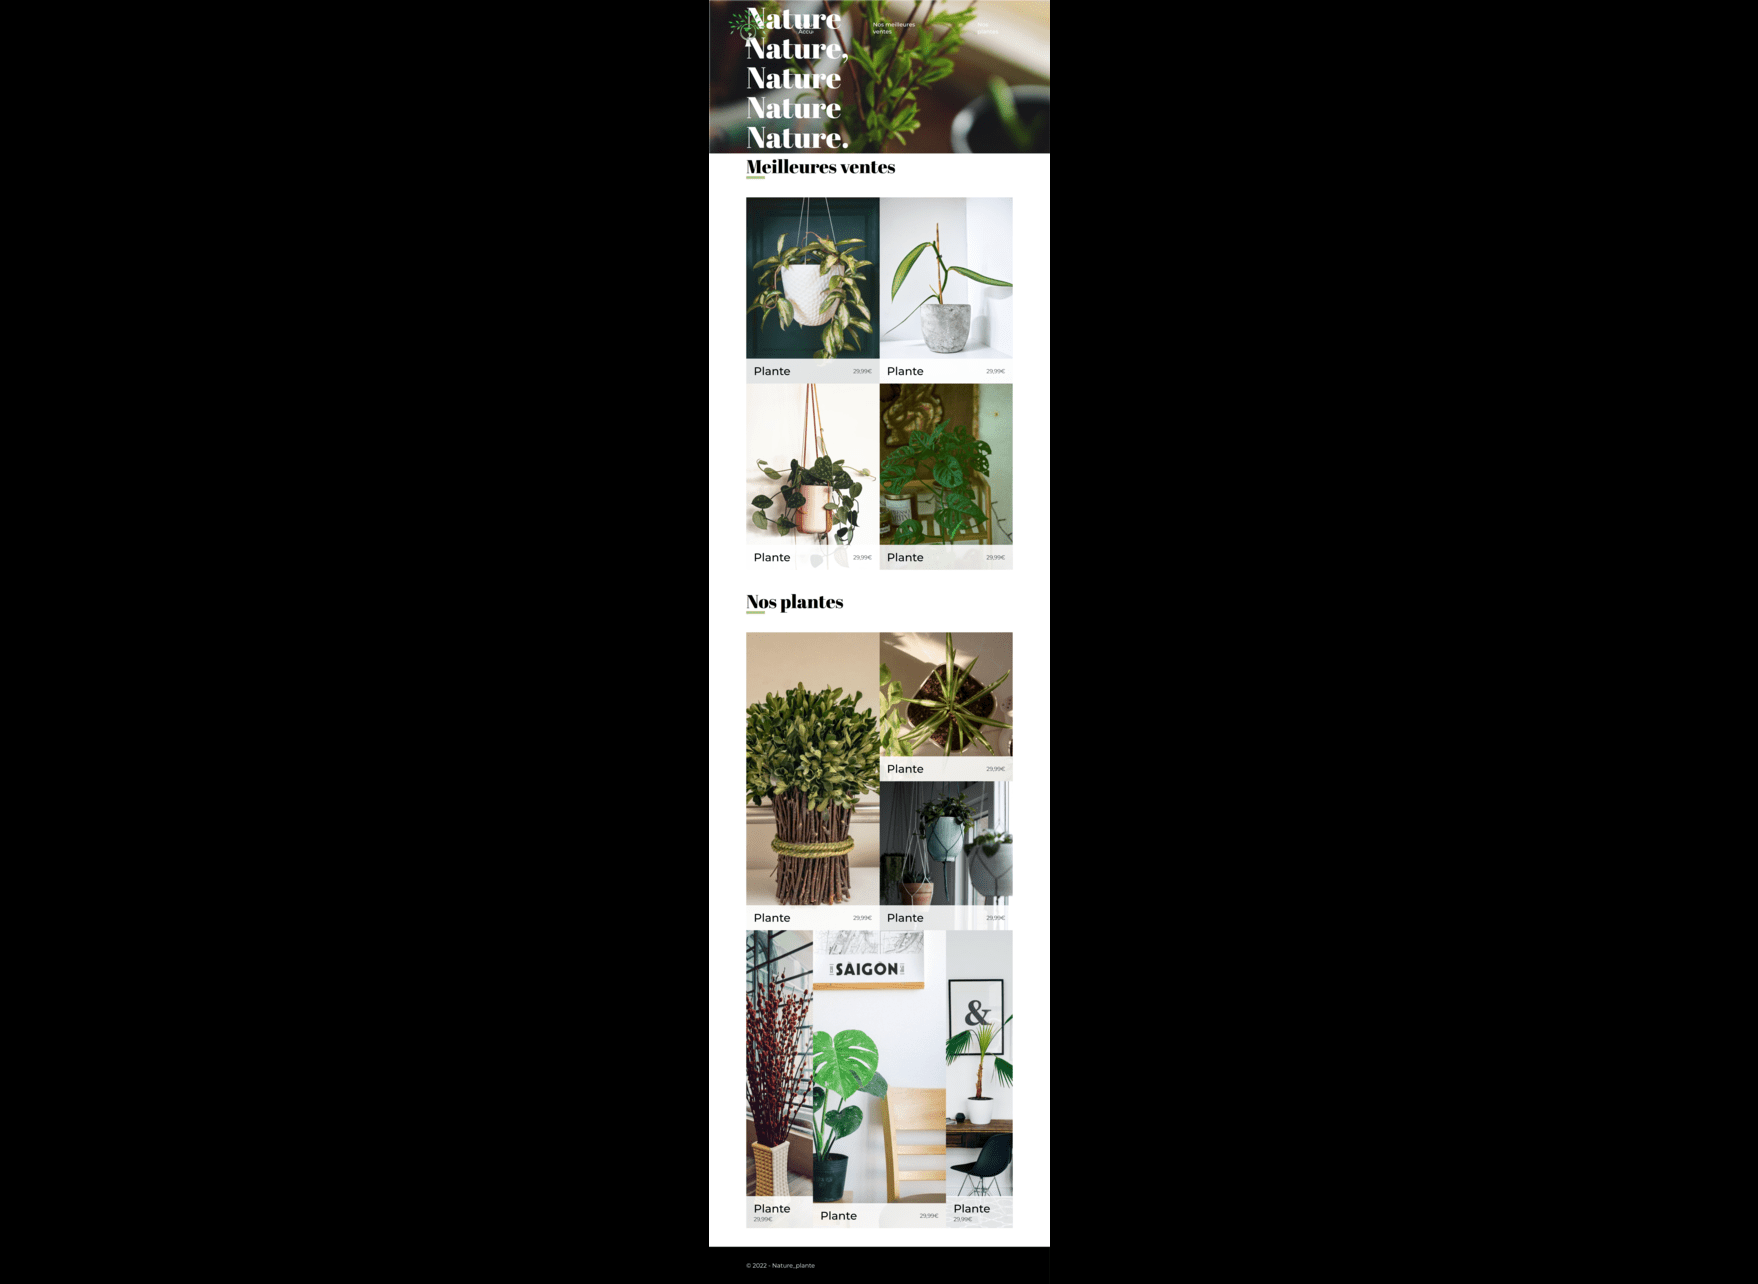 Nature
Nature,
Nature
Nature
Nature.
Accu
Nos meilleures
ventes
Meilleures ventes
Plante 29,99€
Plante 29,99€
Plante 29,99€
Plante 29,99€
Nos plantes
Plante 29,99€
Plante 29,99€
Plante 29,99€
SAIGON
&
Plante
29,99€
Plante 29,99€
Plante
29,99€
© 2022 - Nature_plante